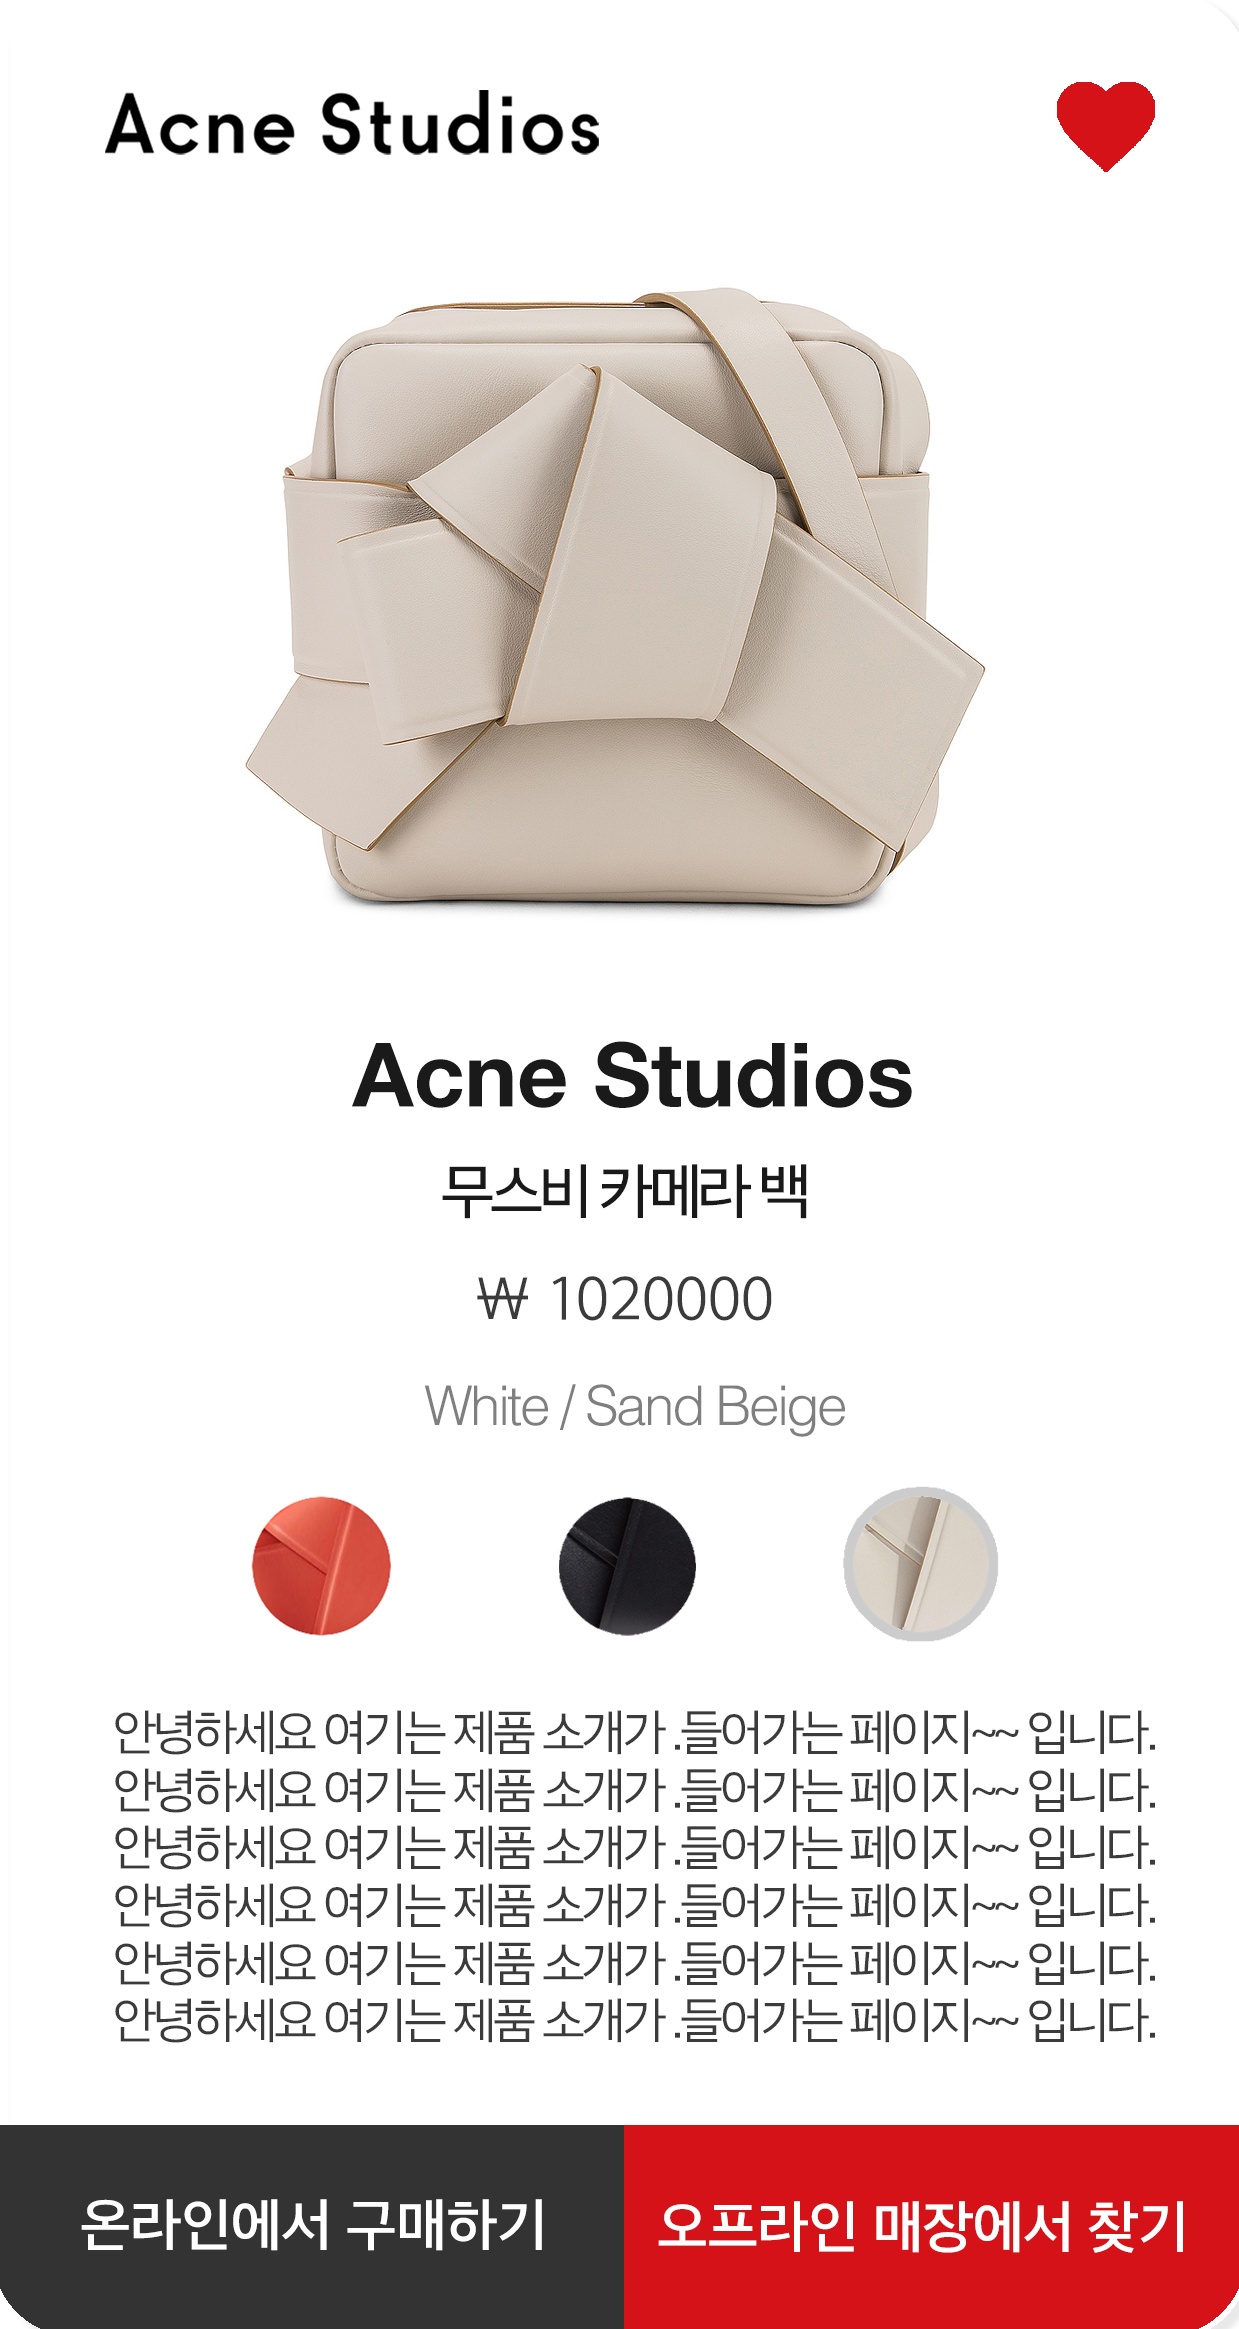 Acne Studios
Acne Studios
무스비 카메라 백
₩ 1020000
White / Sand Beige
안녕하세요 여기는 제품 소개가 .들어가는 페이지~~ 입니다.
안녕하세요 여기는 제품 소개가 .들어가는 페이지~~ 입니다.
안녕하세요 여기는 제품 소개가 .들어가는 페이지~~ 입니다.
안녕하세요 여기는 제품 소개가 .들어가는 페이지~~ 입니다.
안녕하세요 여기는 제품 소개가 .들어가는 페이지~~ 입니다.
안녕하세요 여기는 제품 소개가 .들어가는 페이지~~ 입니다.
온라인에서 구매하기
오프라인 매장에서 찾기